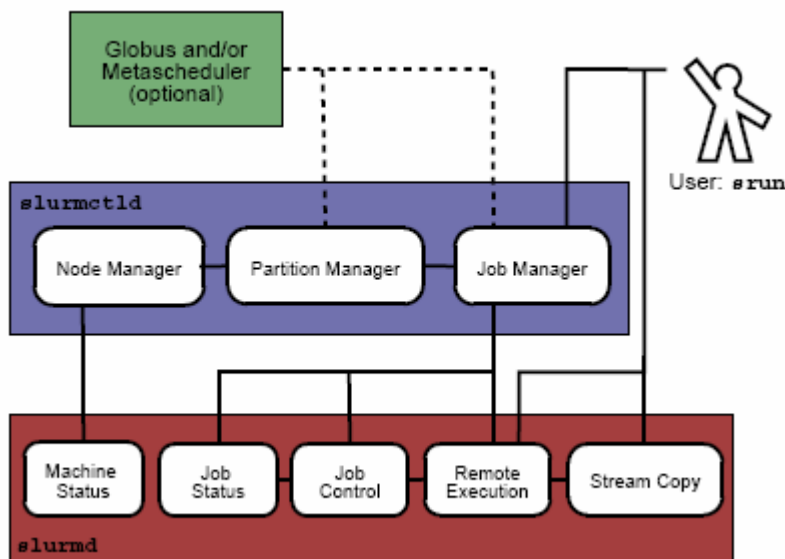 Globus and/or
Metascheduler
(optional)
User: srun
slurmctld
Node Manager
Partition Manager
Job Manager
Machine
Status
Job
Status
Job
Control
Remote
Execution
Stream Copy
slurmd